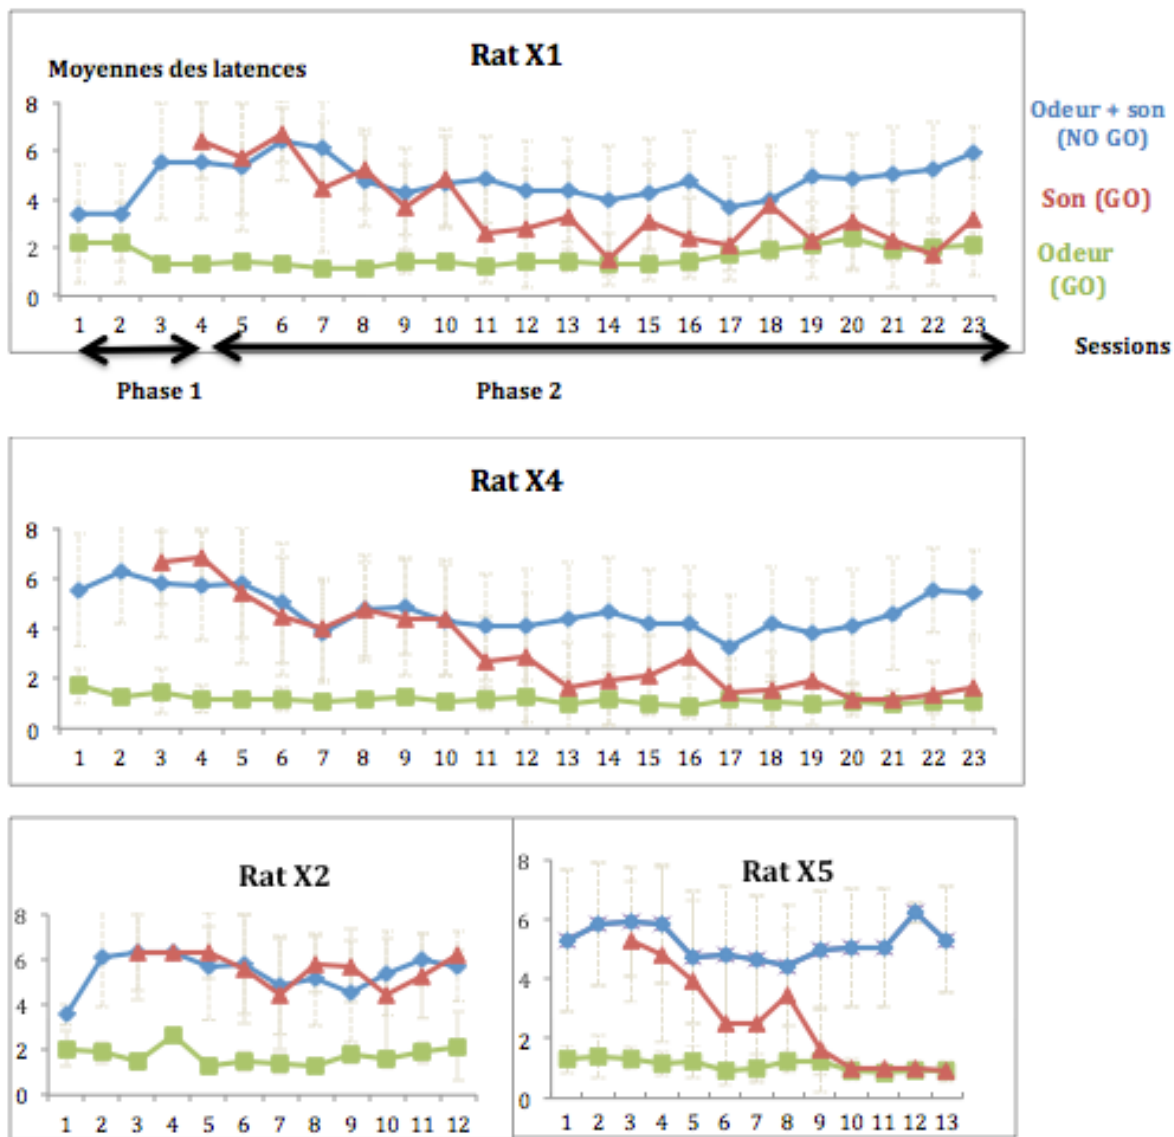 Rat X1
Moyennes des latences
8
6
4
2
0
1 2 3 4 5 6 7 8 9 10 11 12 13 14 15 16 17 18 19 20 21 22 23
Odeur + son
(NO GO)
Son (GO)
Odeur
(GO)
Sessions
Phase 1
Phase 2
Rat X4
8
6
4
2
0
1 2 3 4 5 6 7 8 9 10 11 12 13 14 15 16 17 18 19 20 21 22 23
Rat X2
8
6
4
2
0
1 2 3 4 5 6 7 8 9 10 11 12
Rat X5
8
6
4
2
0
1 2 3 4 5 6 7 8 9 10 11 12 13